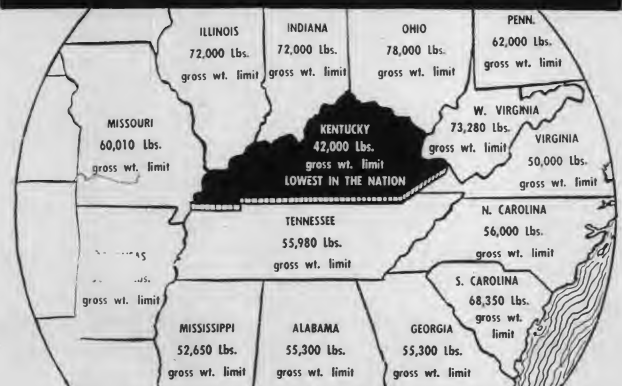 ILLINOIS
72,000 Lbs.
gross wt. limit
INDIANA
72,000 Lbs.
gross wt. limit
OHIO
78,000 Lbs.
gross wt. limit
PENN.
62,000 Lbs.
gross wt. limit
MISSOURI
60,010 Lbs.
gross wt. limit
KENTUCKY
42,000 Lbs.
gross wt. limit
LOWEST IN THE NATION
W. VIRGINIA
73,280 Lbs.
gross wt. limit
VIRGINIA
50,000 Lbs.
gross wt. limit
TENNESSEE
55,980 Lbs.
gross wt. limit
N. CAROLINA
56,000 Lbs.
gross wt. limit
gross wt. limit
S. CAROLINA
68,350 Lbs.
gross wt.
limit
MISSISSIPPI
52,650 Lbs.
gross wt. limit
ALABAMA
55,300 Lbs.
gross wt. limit
GEORGIA
55,300 Lbs.
gross wt. limit